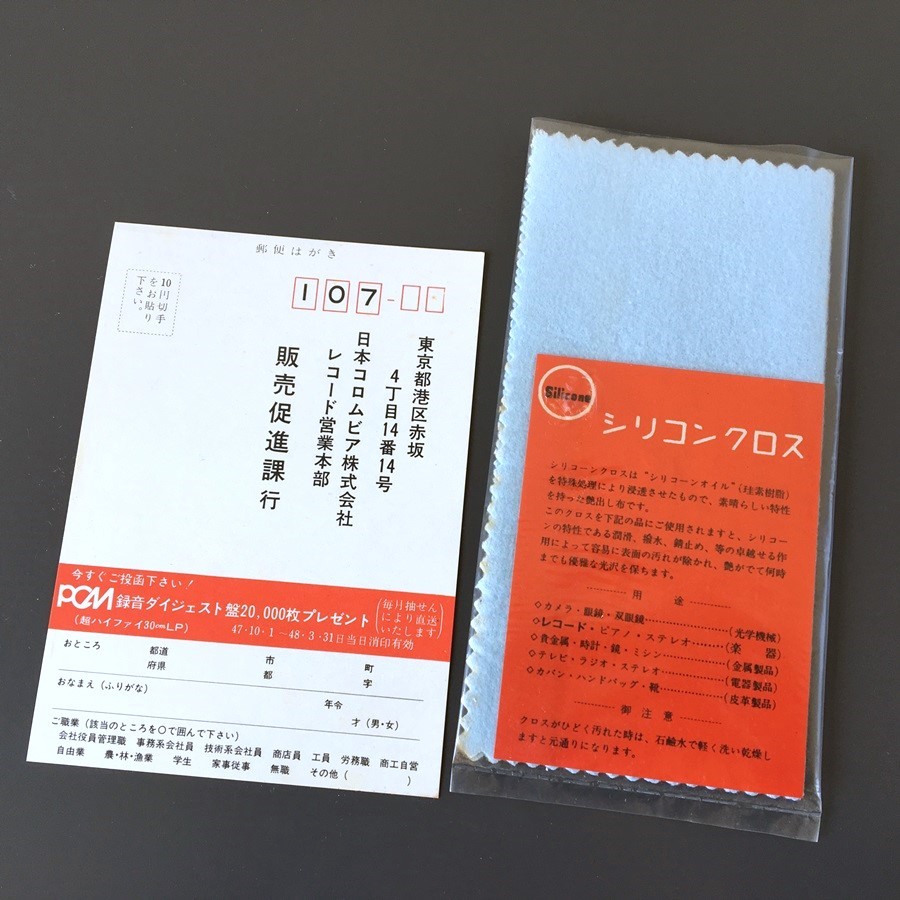 郵便はがき
10円切手
をお貼り
下さい。
107-
東京都港区赤坂
4丁目14番14号
日本コロムビア株式会社
レコード営業本部
販売促進課行
今すぐご投函下さい！
PCM録音ダイジェスト盤20,000枚プレゼント
(超ハイファイ30cmLP)
47・10・1〜48・3・31日当日消印有効
(毎月抽せん
により直送
いたします)
おところ 都道 市 町
府県 都 字
おなまえ(ふりがな) 年令
才(男・女)
ご職業(該当のところを○で囲んで下さい)
会社役員管理職 事務系会社員 技術系会社員 商店員 工員 労務職 商工自営
自由業 農・林・漁業 学生 家事従事 無職 その他( )
Silicone
シリコンクロス
シリコーンクロスは"シリコーンオイル"(珪素樹脂)
を特殊処理により浸透させたもので、素晴らしい特性
を持った艶出し布です。
このクロスを下記の品にご使用されますと、シリコー
ンの特性である潤滑、撥水、錆止め、等の卓越せる作
用によって容易に表面の汚れが除かれ、艶がでて何時
までも優雅な光沢を保ちます。
用途
◇カメラ・眼鏡・双眼鏡(光学機械)
◇レコード・ピアノ・ステレオ(楽器)
◇貴金属・時計・鏡・ミシン(金属製品)
◇テレビ・ラジオ・ステレオ(電器製品)
◇カバン・ハンドバッグ・靴(皮革製品)
御注意
クロスがひどく汚れた時は、石鹸水で軽く洗い乾燥し
ますと元通りになります。